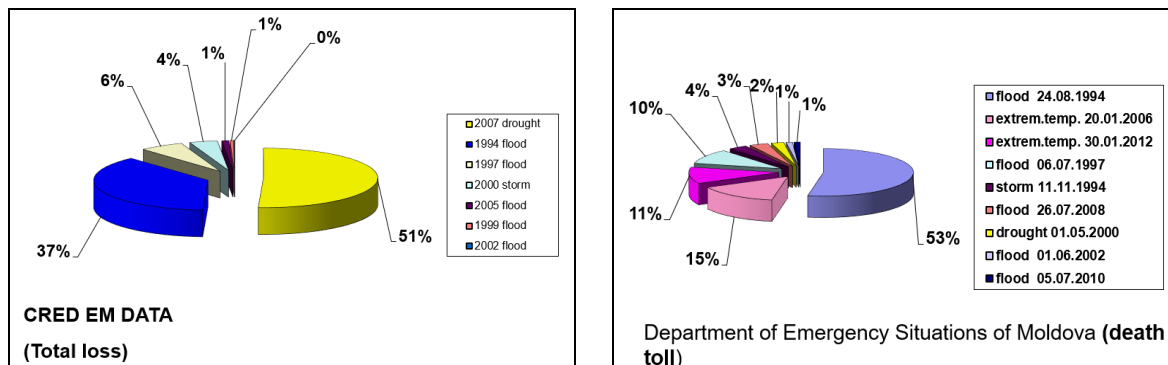 1%
1%
0%
4%
6%
37%
51%
2007 drought
1994 flood
1997 flood
2000 storm
2005 flood
1999 flood
2002 flood
CRED EM DATA
(Total loss)
3%
2%
1%
1%
4%
10%
11%
15%
53%
flood 24.08.1994
extrem.temp. 20.01.2006
extrem.temp. 30.01.2012
flood 06.07.1997
storm 11.11.1994
flood 26.07.2008
drought 01.05.2000
flood 01.06.2002
flood 05.07.2010
Department of Emergency Situations of Moldova (death
toll)